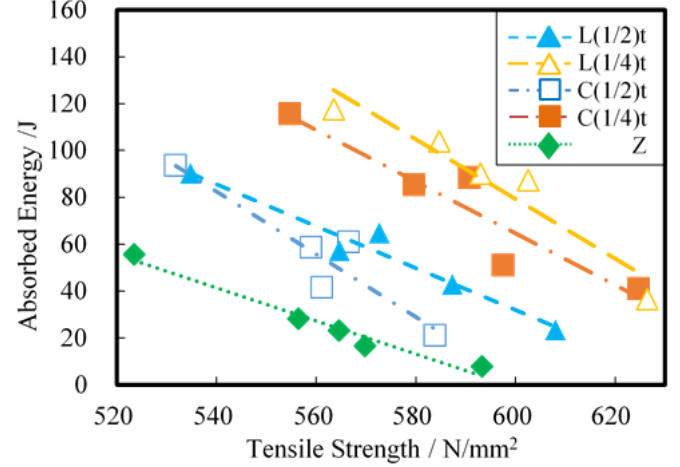 160
140
120
100
80
60
40
20
0
Absorbed Energy /J
L(1/2)t
L(1/4)t
C(1/2)t
C(1/4)t
Z
520 540 560 580 600 620
Tensile Strength / N/mm²